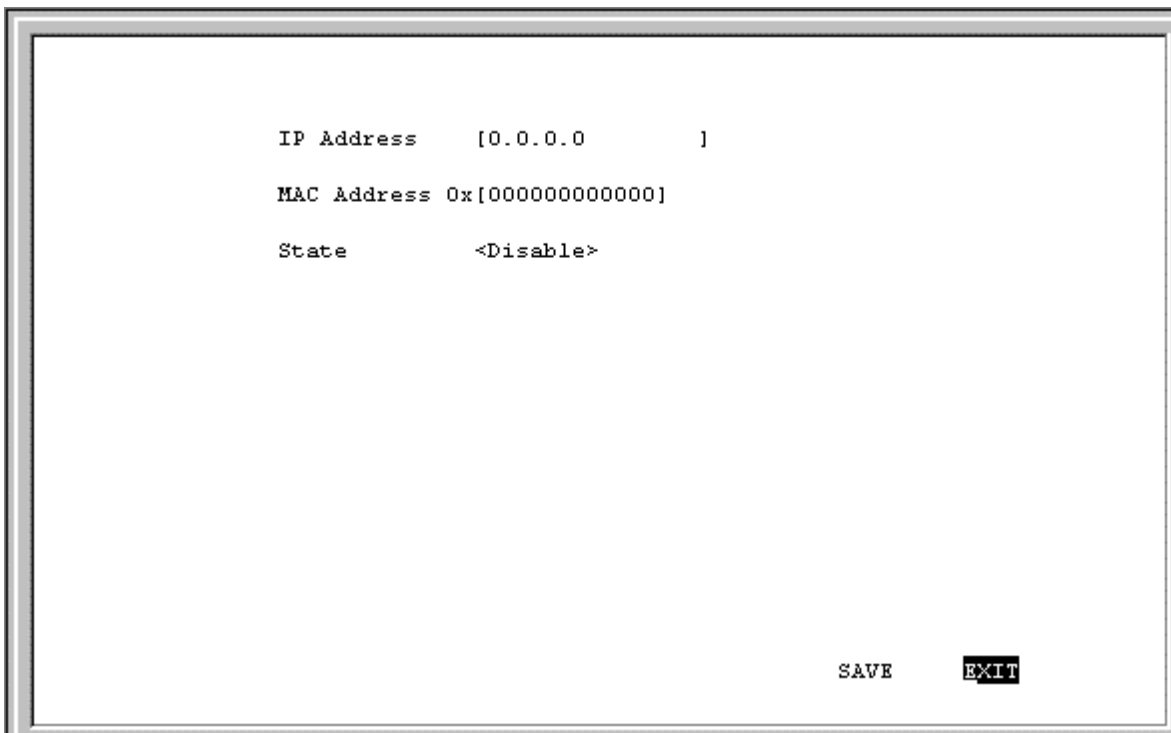 IP Address [0.0.0.0 ]
MAC Address 0x[000000000000]
State <Disable>
SAVE EXIT